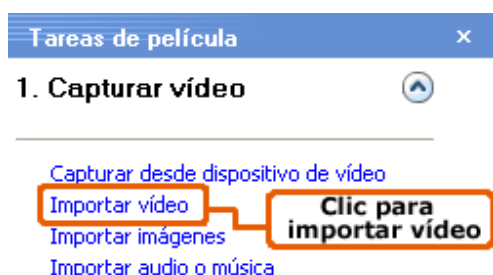 Tareas de película
1. Capturar vídeo
Capturar desde dispositivo de vídeo
Importar vídeo
Clic para
importar vídeo
Importar imágenes
Importar audio o música